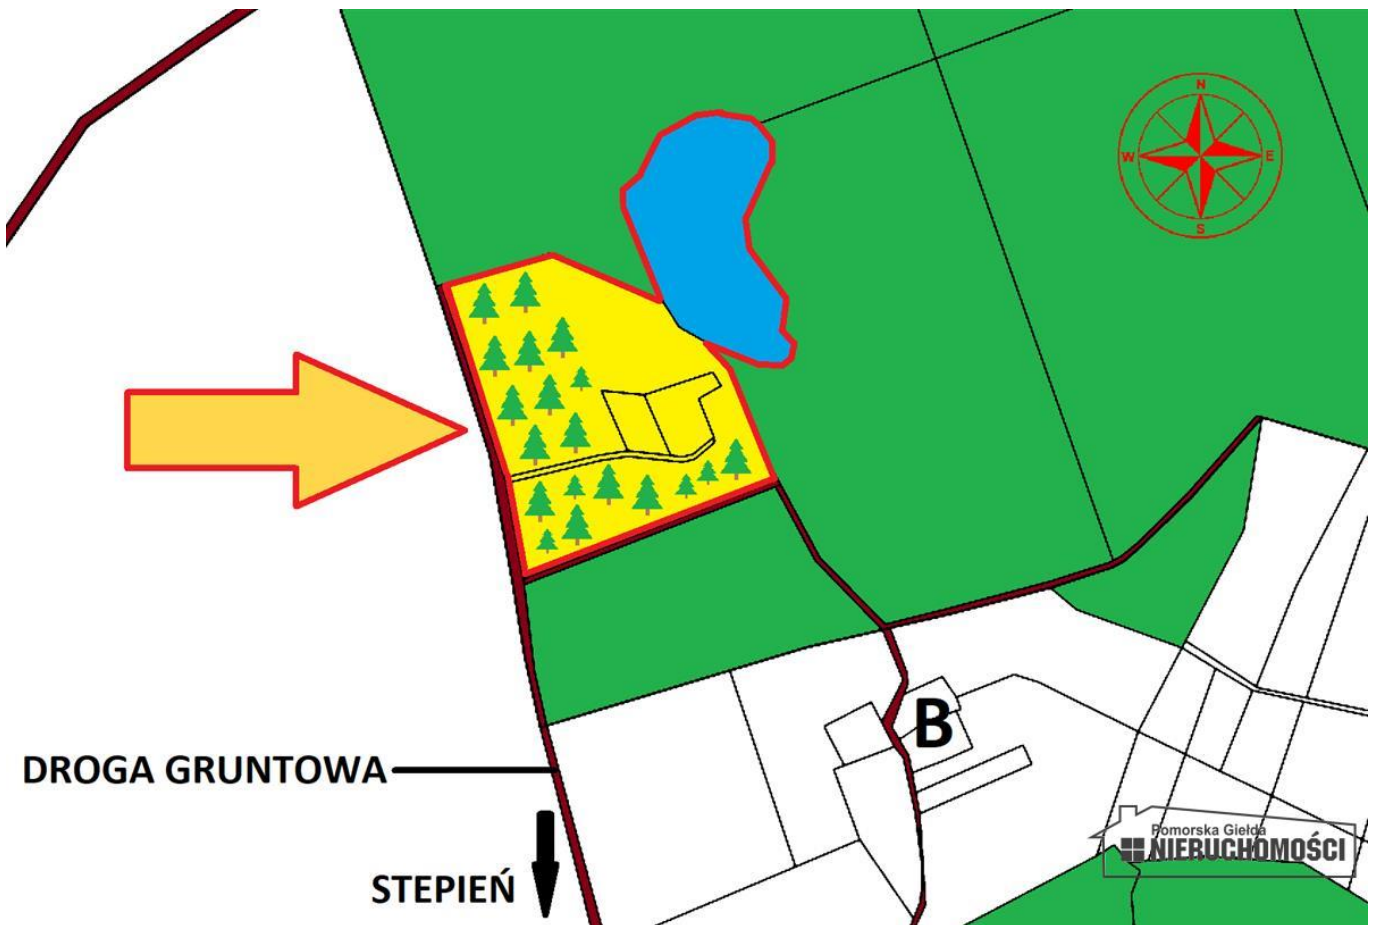 N
W
E
S
B
DROGA GRUNTOWA
STEPIEŃ
Pomorska Giełda
NIERUCHOMOŚCI